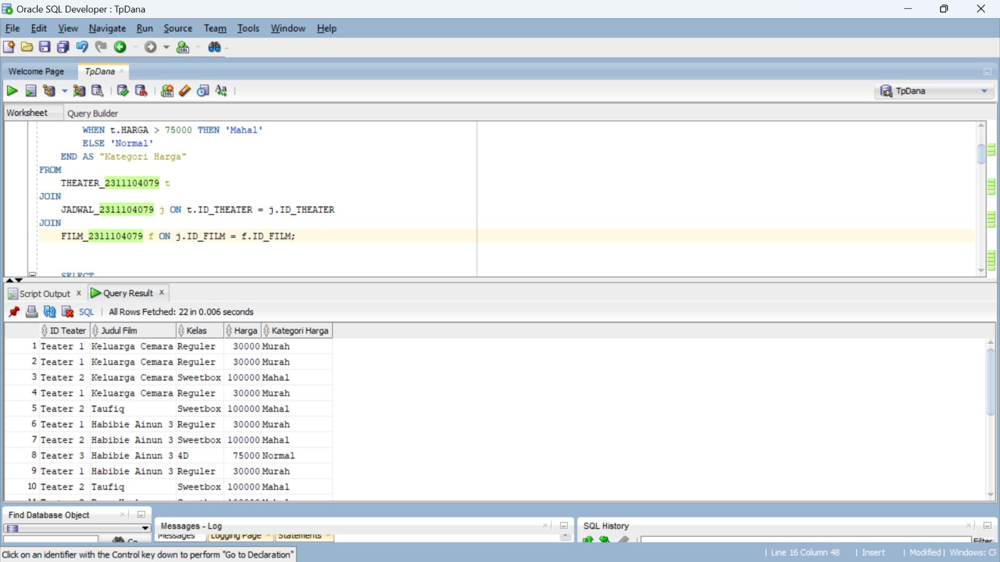 Oracle SQL Developer : TpDana
File Edit View Navigate Run Source Team Tools Window Help
Welcome Page TpDana
TpDana
Worksheet Query Builder
WHEN t.HARGA > 75000 THEN 'Mahal'
ELSE 'Normal'
END AS "Kategori Harga"
FROM
THEATER_2311104079 t
JOIN
JADWAL_2311104079 j ON t.ID_THEATER = j.ID_THEATER
JOIN
FILM_2311104079 f ON j.ID_FILM = f.ID_FILM;
SELECT
Script Output x Query Result x
SQL | All Rows Fetched: 22 in 0.006 seconds
ID Teater Judul Film Kelas Harga Kategori Harga
1 Teater 1 Keluarga Cemara Reguler 30000 Murah
2 Teater 1 Keluarga Cemara Reguler 30000 Murah
3 Teater 2 Keluarga Cemara Sweetbox 100000 Mahal
4 Teater 1 Keluarga Cemara Reguler 30000 Murah
5 Teater 2 Taufiq Sweetbox 100000 Mahal
6 Teater 1 Habibie Ainun 3 Reguler 30000 Murah
7 Teater 2 Habibie Ainun 3 Sweetbox 100000 Mahal
8 Teater 3 Habibie Ainun 3 4D 75000 Normal
9 Teater 1 Habibie Ainun 3 Reguler 30000 Murah
10 Teater 2 Taufiq Sweetbox 100000 Mahal
Find Database Object
Messages - Log
SQL History
Messages Logging Page Statements
Filter
Click on an identifier with the Control key down to perform "Go to Declaration"
| Line 16 Column 48 | Insert | Modified | Windows: